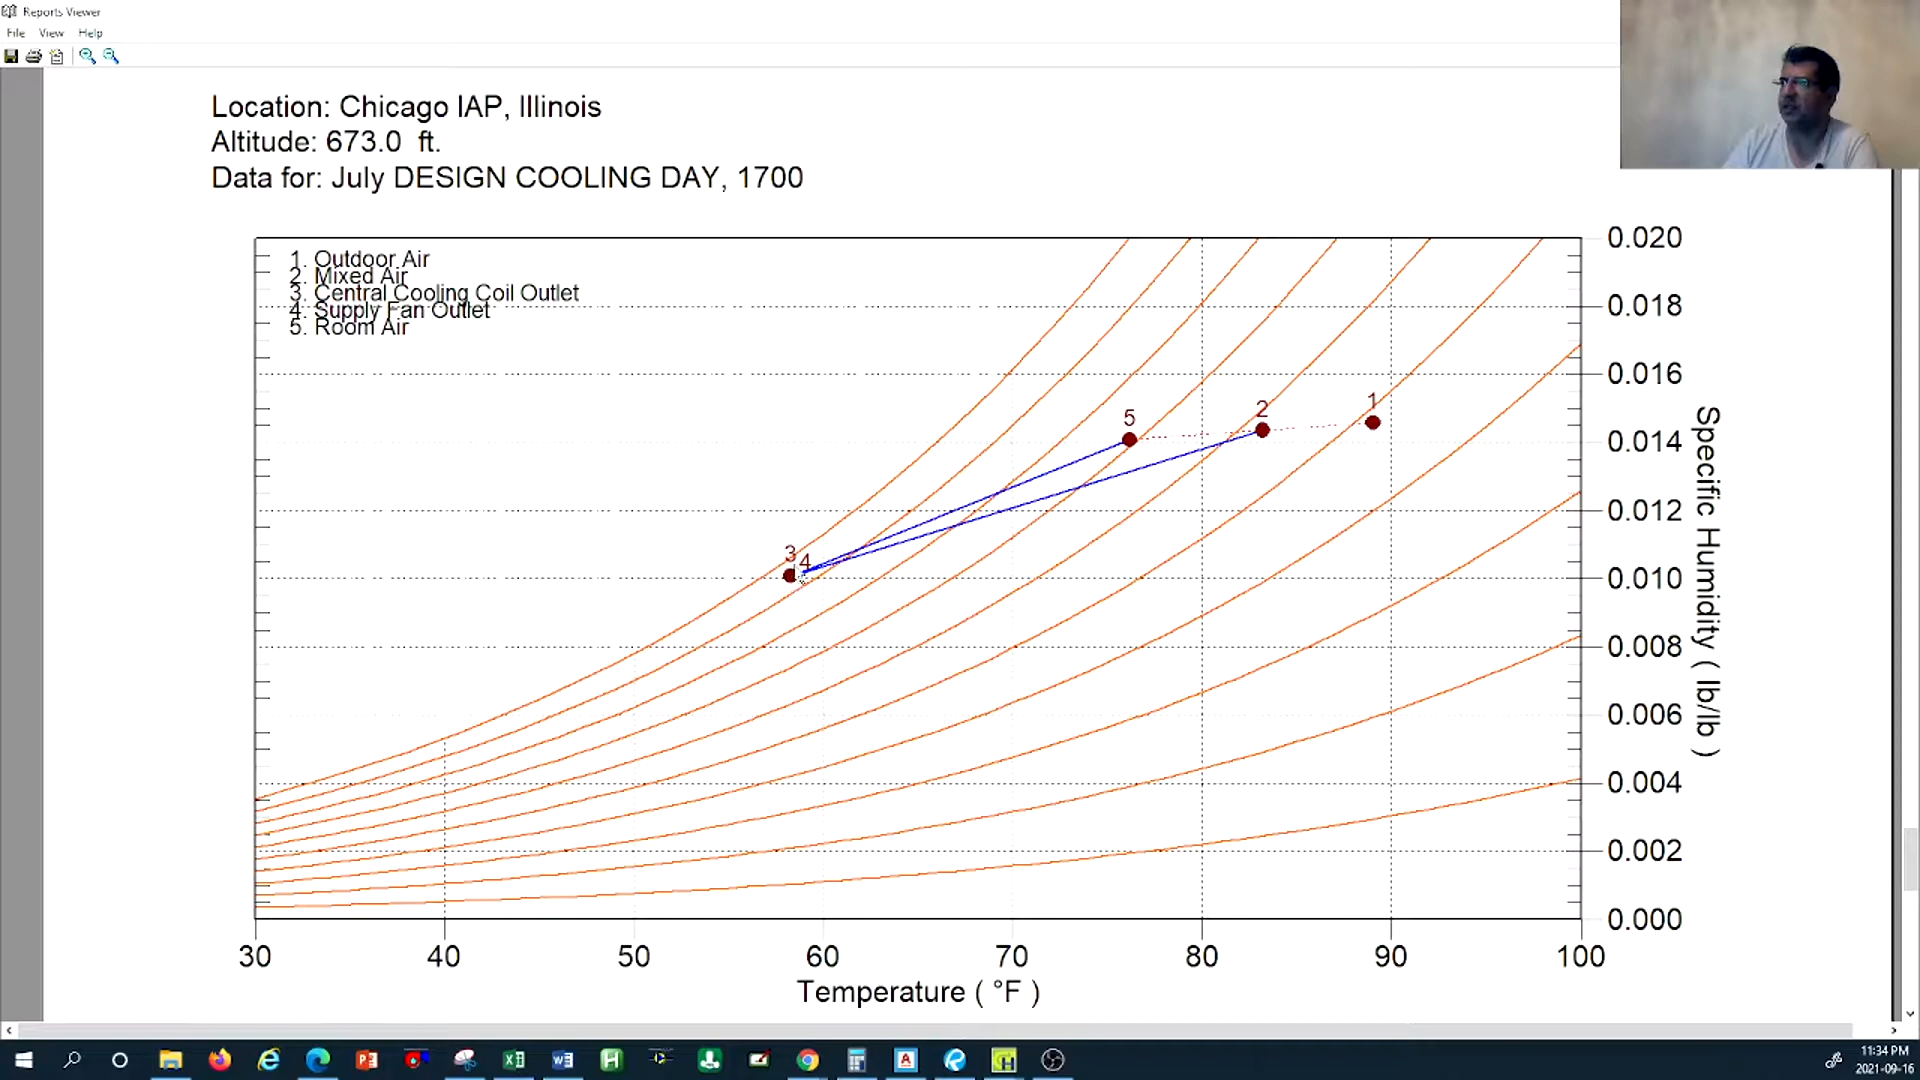 Reports Viewer
File View Help
Location: Chicago IAP, Illinois
Altitude: 673.0 ft.
Data for: July DESIGN COOLING DAY, 1700
1. Outdoor Air
2. Mixed Air
3. Central Cooling Coil Outlet
4. Supply Fan Outlet
5. Room Air
0.020
0.018
0.016
0.014
0.012
0.010
0.008
0.006
0.004
0.002
0.000
Specific Humidity ( lb/lb )
1
2
5
3
4
30 40 50 60 70 80 90 100
Temperature ( °F )
11:34 PM
2021-09-16